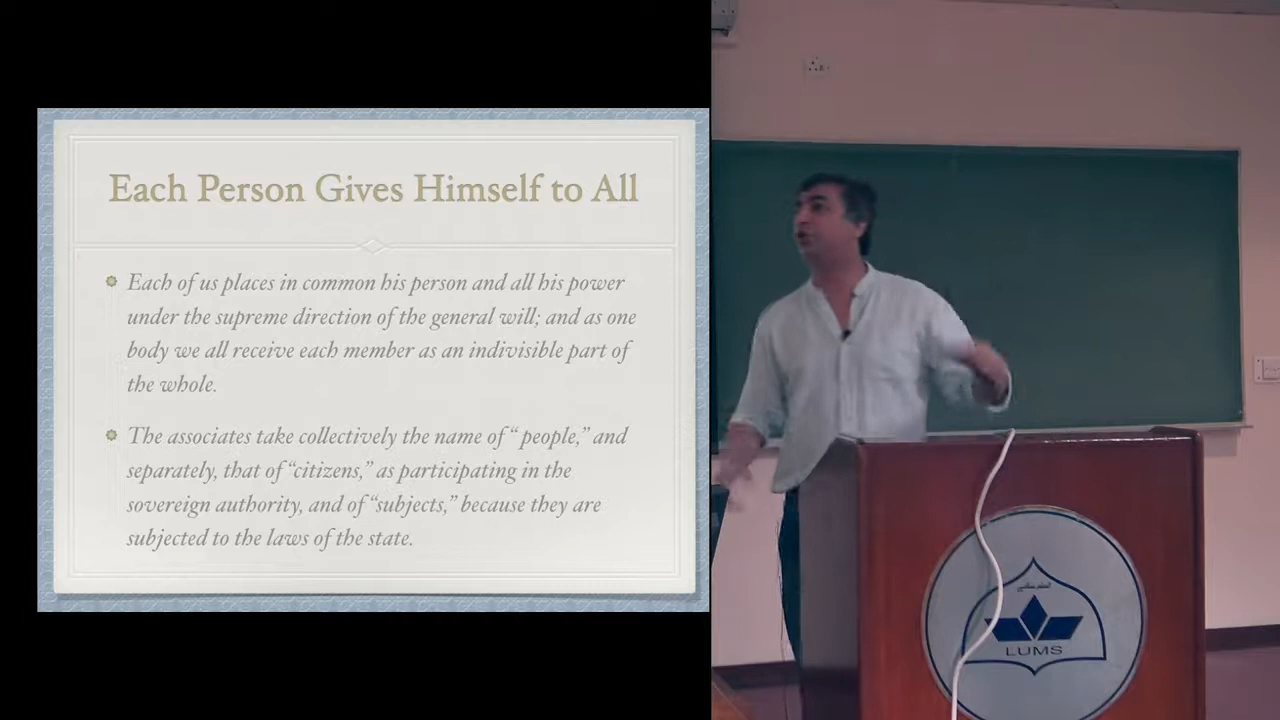 Each Person Gives Himself to All
Each of us places in common his person and all his power
under the supreme direction of the general will; and as one
body we all receive each member as an indivisible part of
the whole.
The associates take collectively the name of “ people,” and
separately, that of “citizens,” as participating in the
sovereign authority, and of “subjects,” because they are
subjected to the laws of the state.
LUMS